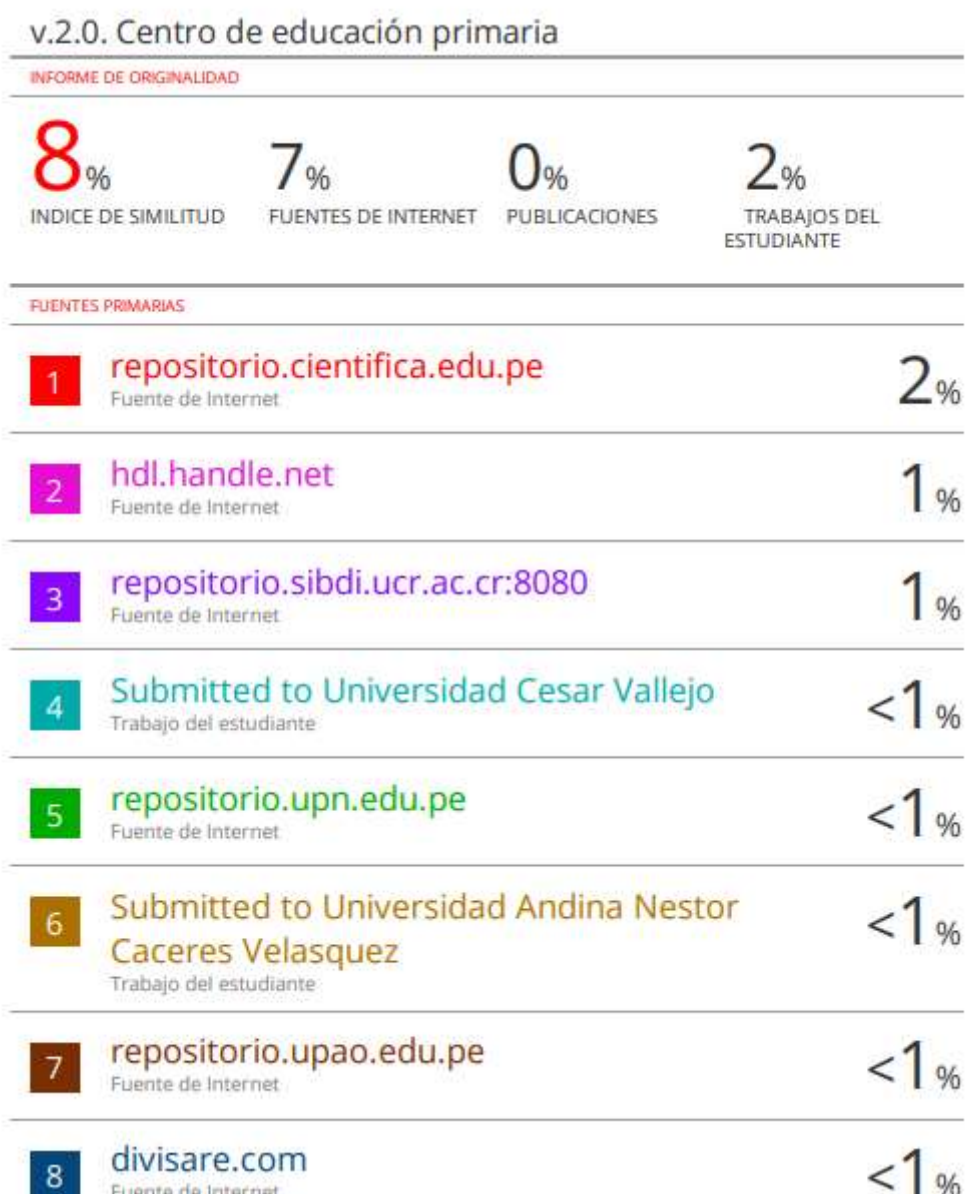 v.2.0. Centro de educación primaria
INFORME DE ORIGINALIDAD
8%
INDICE DE SIMILITUD
7%
FUENTES DE INTERNET
0%
PUBLICACIONES
2%
TRABAJOS DEL
ESTUDIANTE
FUENTES PRIMARIAS
1 repositorio.cientifica.edu.pe 2%
Fuente de Internet
2 hdl.handle.net 1%
Fuente de Internet
3 repositorio.sibdi.ucr.ac.cr:8080 1%
Fuente de Internet
4 Submitted to Universidad Cesar Vallejo <1%
Trabajo del estudiante
5 repositorio.upn.edu.pe <1%
Fuente de Internet
6 Submitted to Universidad Andina Nestor <1%
Caceres Velasquez
Trabajo del estudiante
7 repositorio.upao.edu.pe <1%
Fuente de Internet
8 divisare.com <1%
Fuente de Internet